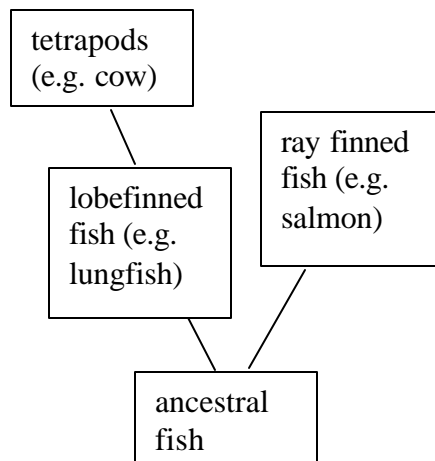 tetrapods
(e.g. cow)
ray finned
fish (e.g.
salmon)
lobefinned
fish (e.g.
lungfish)
ancestral
fish